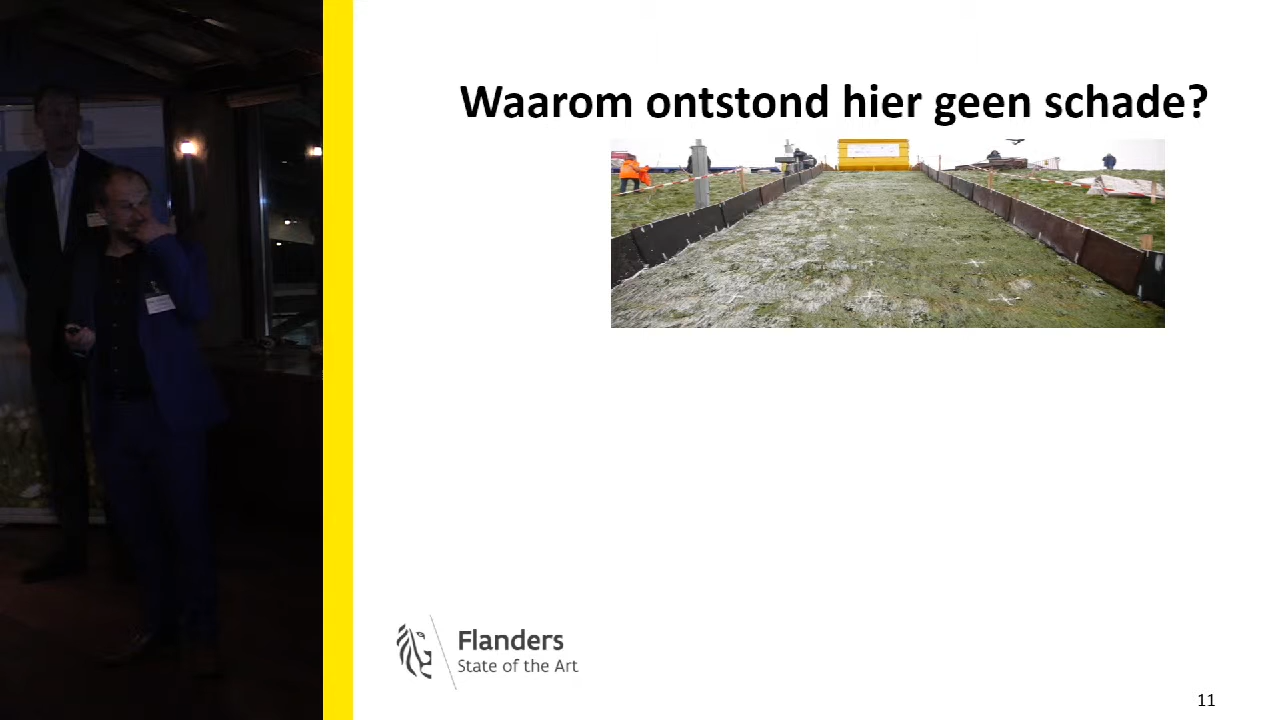 Waarom ontstond hier geen schade?
Flanders
State of the Art
11